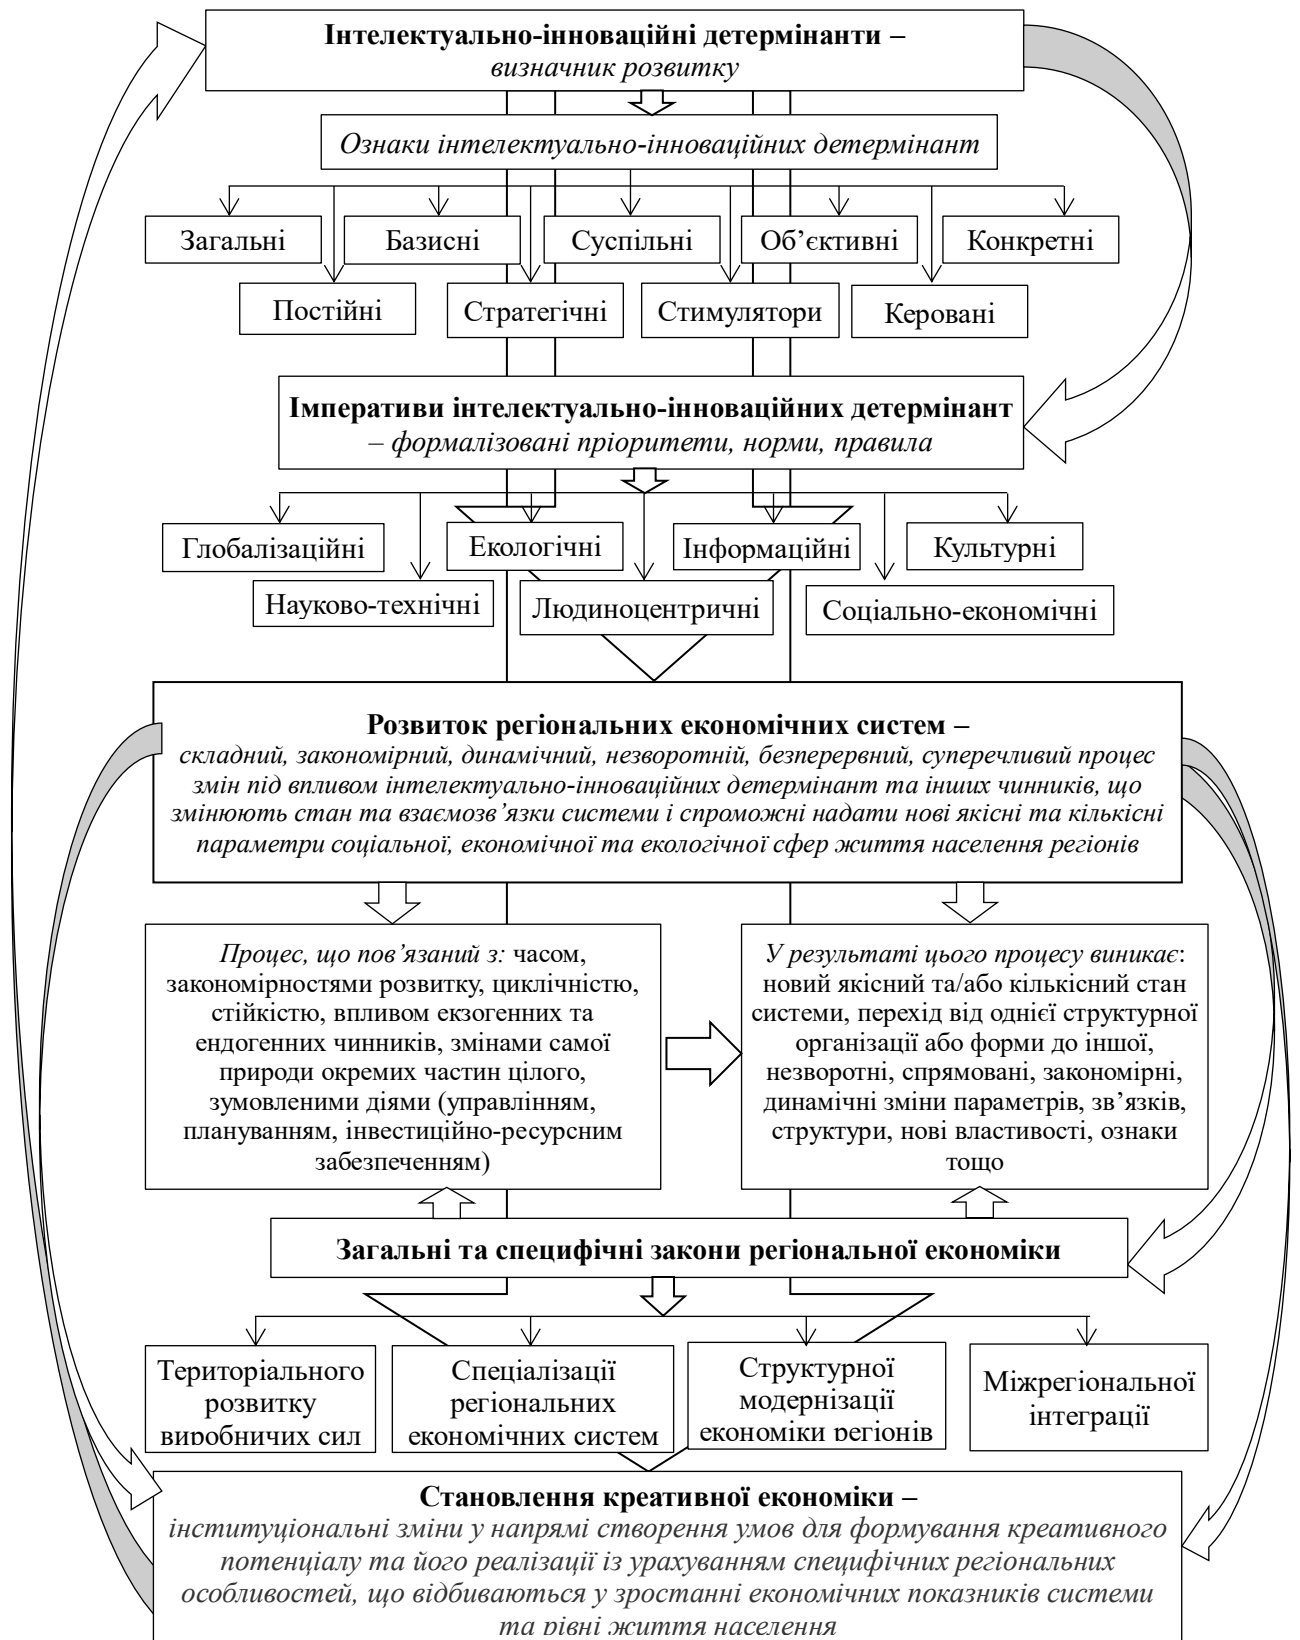 Інтелектуально-інноваційні детермінанти –
визначник розвитку
Ознаки інтелектуально-інноваційних детермінант
Загальні
Базисні
Суспільні
Об’єктивні
Конкретні
Постійні
Стратегічні
Стимулятори
Керовані
Імперативи інтелектуально-інноваційних детермінант
– формалізовані пріоритети, норми, правила
Глобалізаційні
Екологічні
Інформаційні
Культурні
Науково-технічні
Людиноцентричні
Соціально-економічні
Розвиток регіональних економічних систем –
складний, закономірний, динамічний, незворотній, безперервний, суперечливий процес
змін під впливом інтелектуально-інноваційних детермінант та інших чинників, що
змінюють стан та взаємозв’язки системи і спроможні надати нові якісні та кількісні
параметри соціальної, економічної та екологічної сфер життя населення регіонів
Процес, що пов’язаний з: часом,
закономірностями розвитку, циклічністю,
стійкістю, впливом екзогенних та
ендогенних чинників, змінами самої
природи окремих частин цілого,
зумовленими діями (управлінням,
плануванням, інвестиційно-ресурсним
забезпеченням)
У результаті цього процесу виникає:
новий якісний та/або кількісний стан
системи, перехід від однієї структурної
організації або форми до іншої,
незворотні, спрямовані, закономірні,
динамічні зміни параметрів, зв’язків,
структури, нові властивості, ознаки
тощо
Загальні та специфічні закони регіональної економіки
Територіального
розвитку
виробничих сил
Спеціалізації
регіональних
економічних систем
Структурної
модернізації
економіки регіонів
Міжрегіональної
інтеграції
Становлення креативної економіки –
інституціональні зміни у напрямі створення умов для формування креативного
потенціалу та його реалізації із урахуванням специфічних регіональних
особливостей, що відбиваються у зростанні економічних показників системи
та рівні життя населення